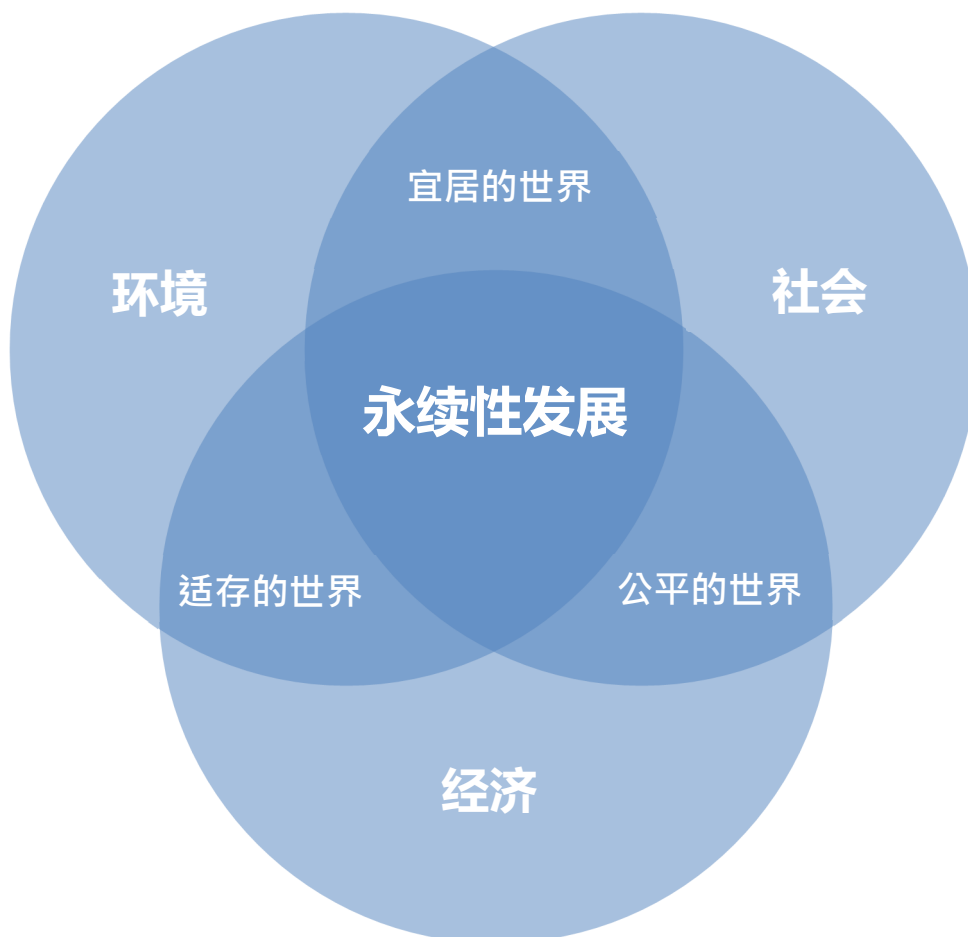 宜居的世界
环境
社会
永续性发展
适存的世界
公平的世界
经济